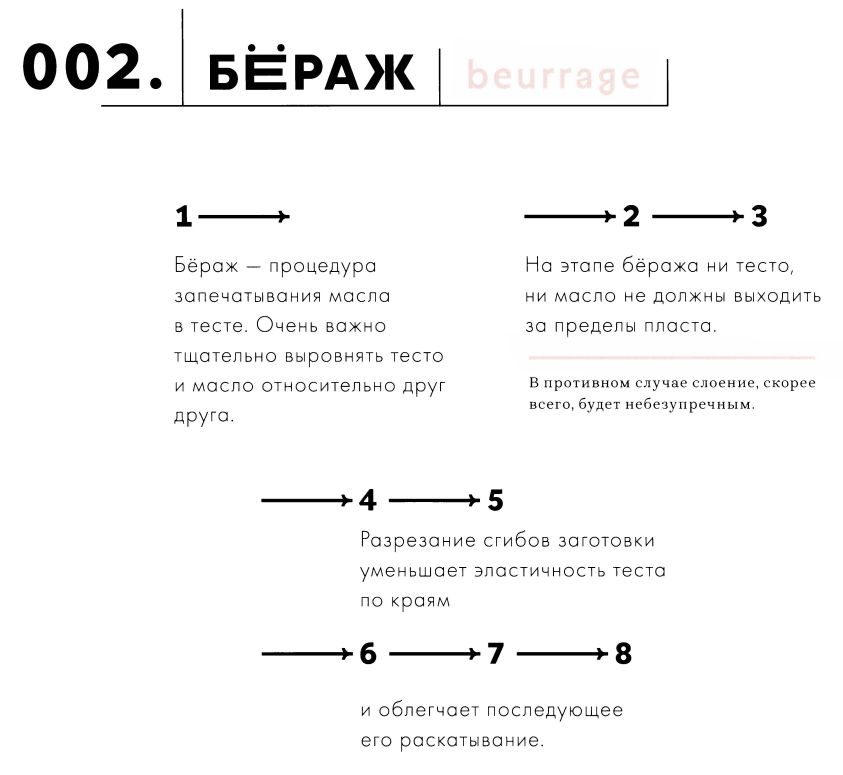 002. БЁРАЖ beurrage
1
Бёраж — процедура
запечатывания масла
в тесте. Очень важно
тщательно выровнять тесто
и масло относительно друг
друга.
2 3
На этапе бёража ни тесто,
ни масло не должны выходить
за пределы пласта.
В противном случае слоение, скорее
всего, будет небезупречным.
4 5
Разрезание сгибов заготовки
уменьшает эластичность теста
по краям
6 7 8
и облегчает последующее
его раскатывание.